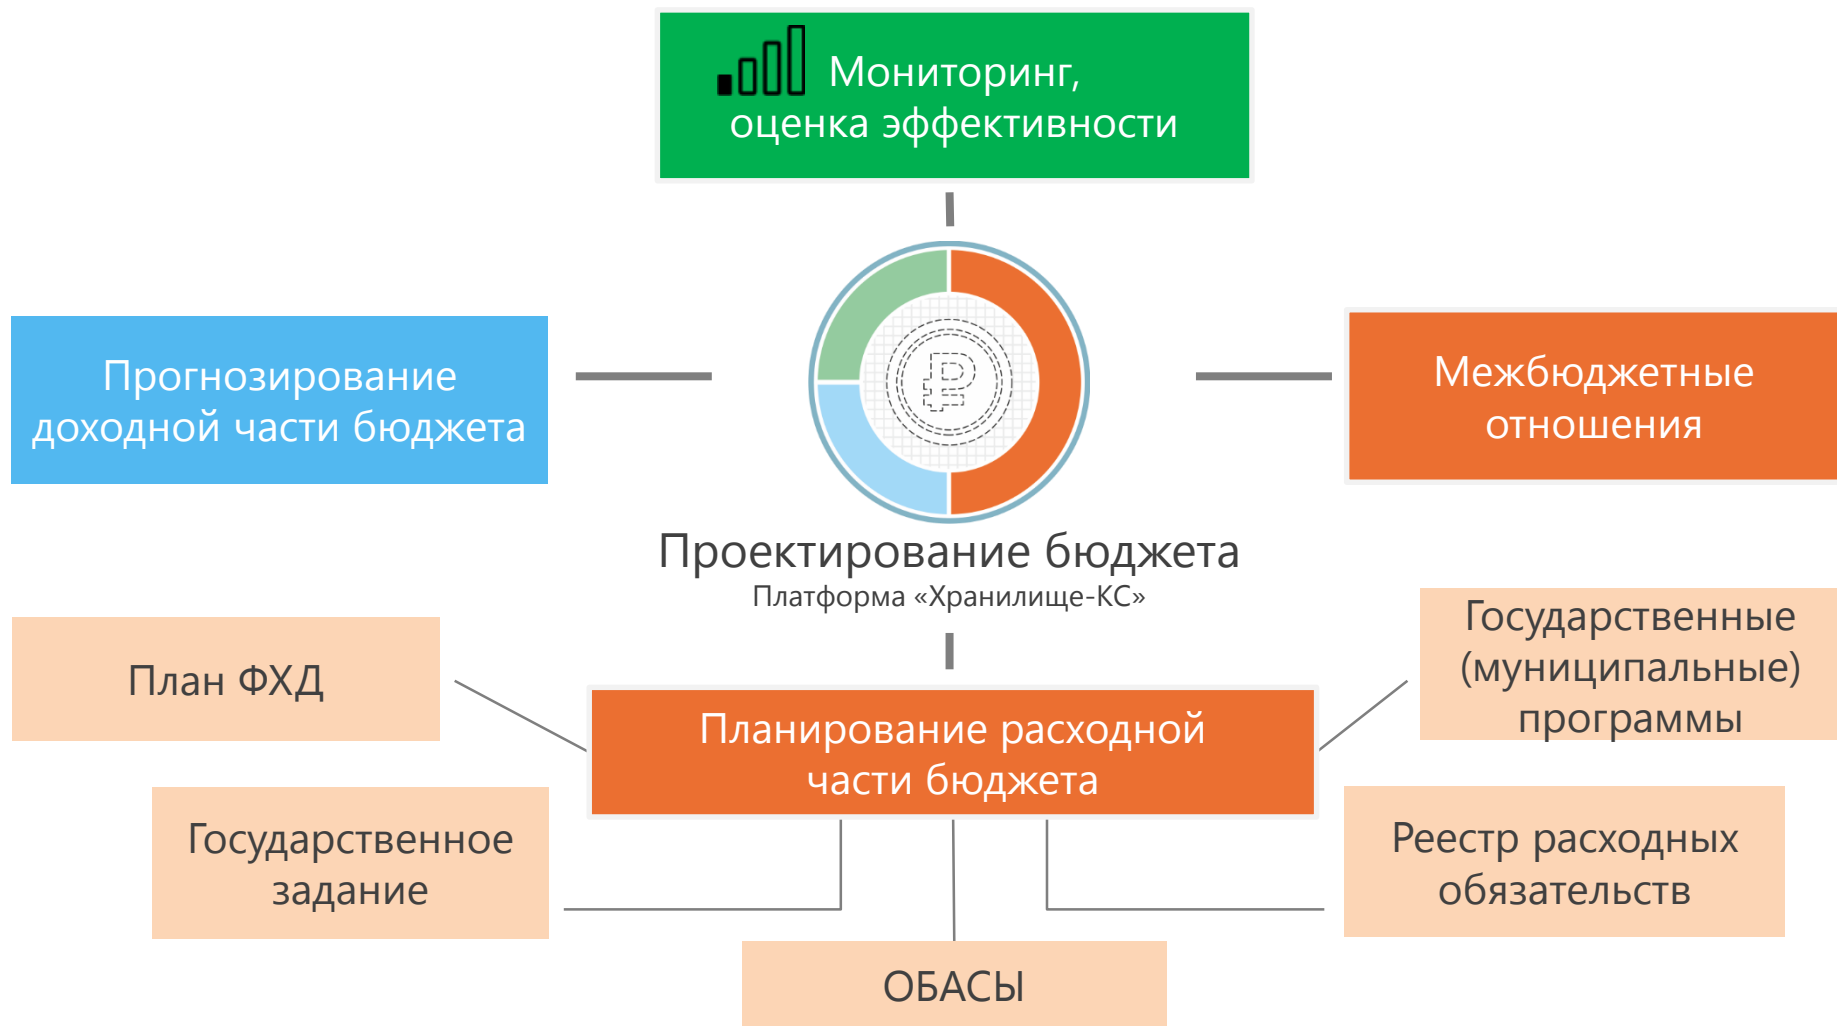 Мониторинг,
оценка эффективности
Прогнозирование
доходной части бюджета
Межбюджетные
отношения
Проектирование бюджета
Платформа «Хранилище-КС»
План ФХД
Государственные
(муниципальные)
программы
Планирование расходной
части бюджета
Государственное
задание
Реестр расходных
обязательств
ОБАСЫ